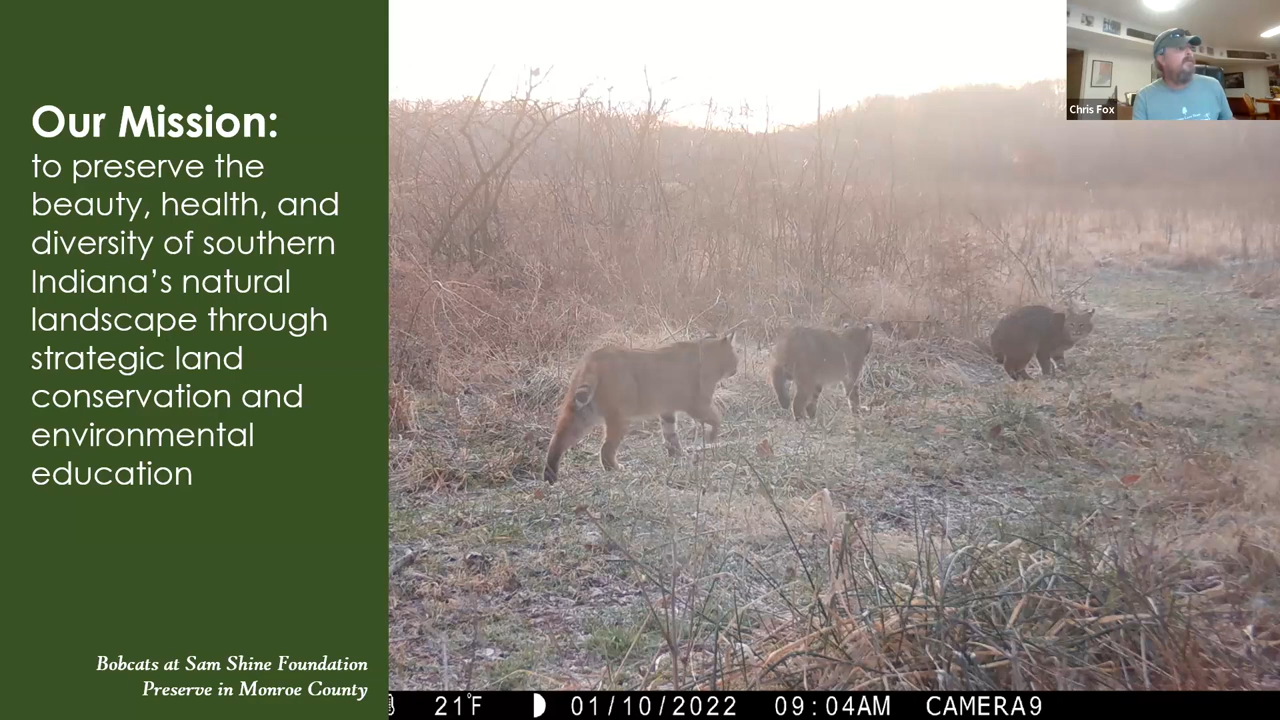 Our Mission:
to preserve the
beauty, health, and
diversity of southern
Indiana’s natural
landscape through
strategic land
conservation and
environmental
education
Bobcats at Sam Shine Foundation
Preserve in Monroe County
Chris Fox
21°F 01/10/2022 09:04AM CAMERA9